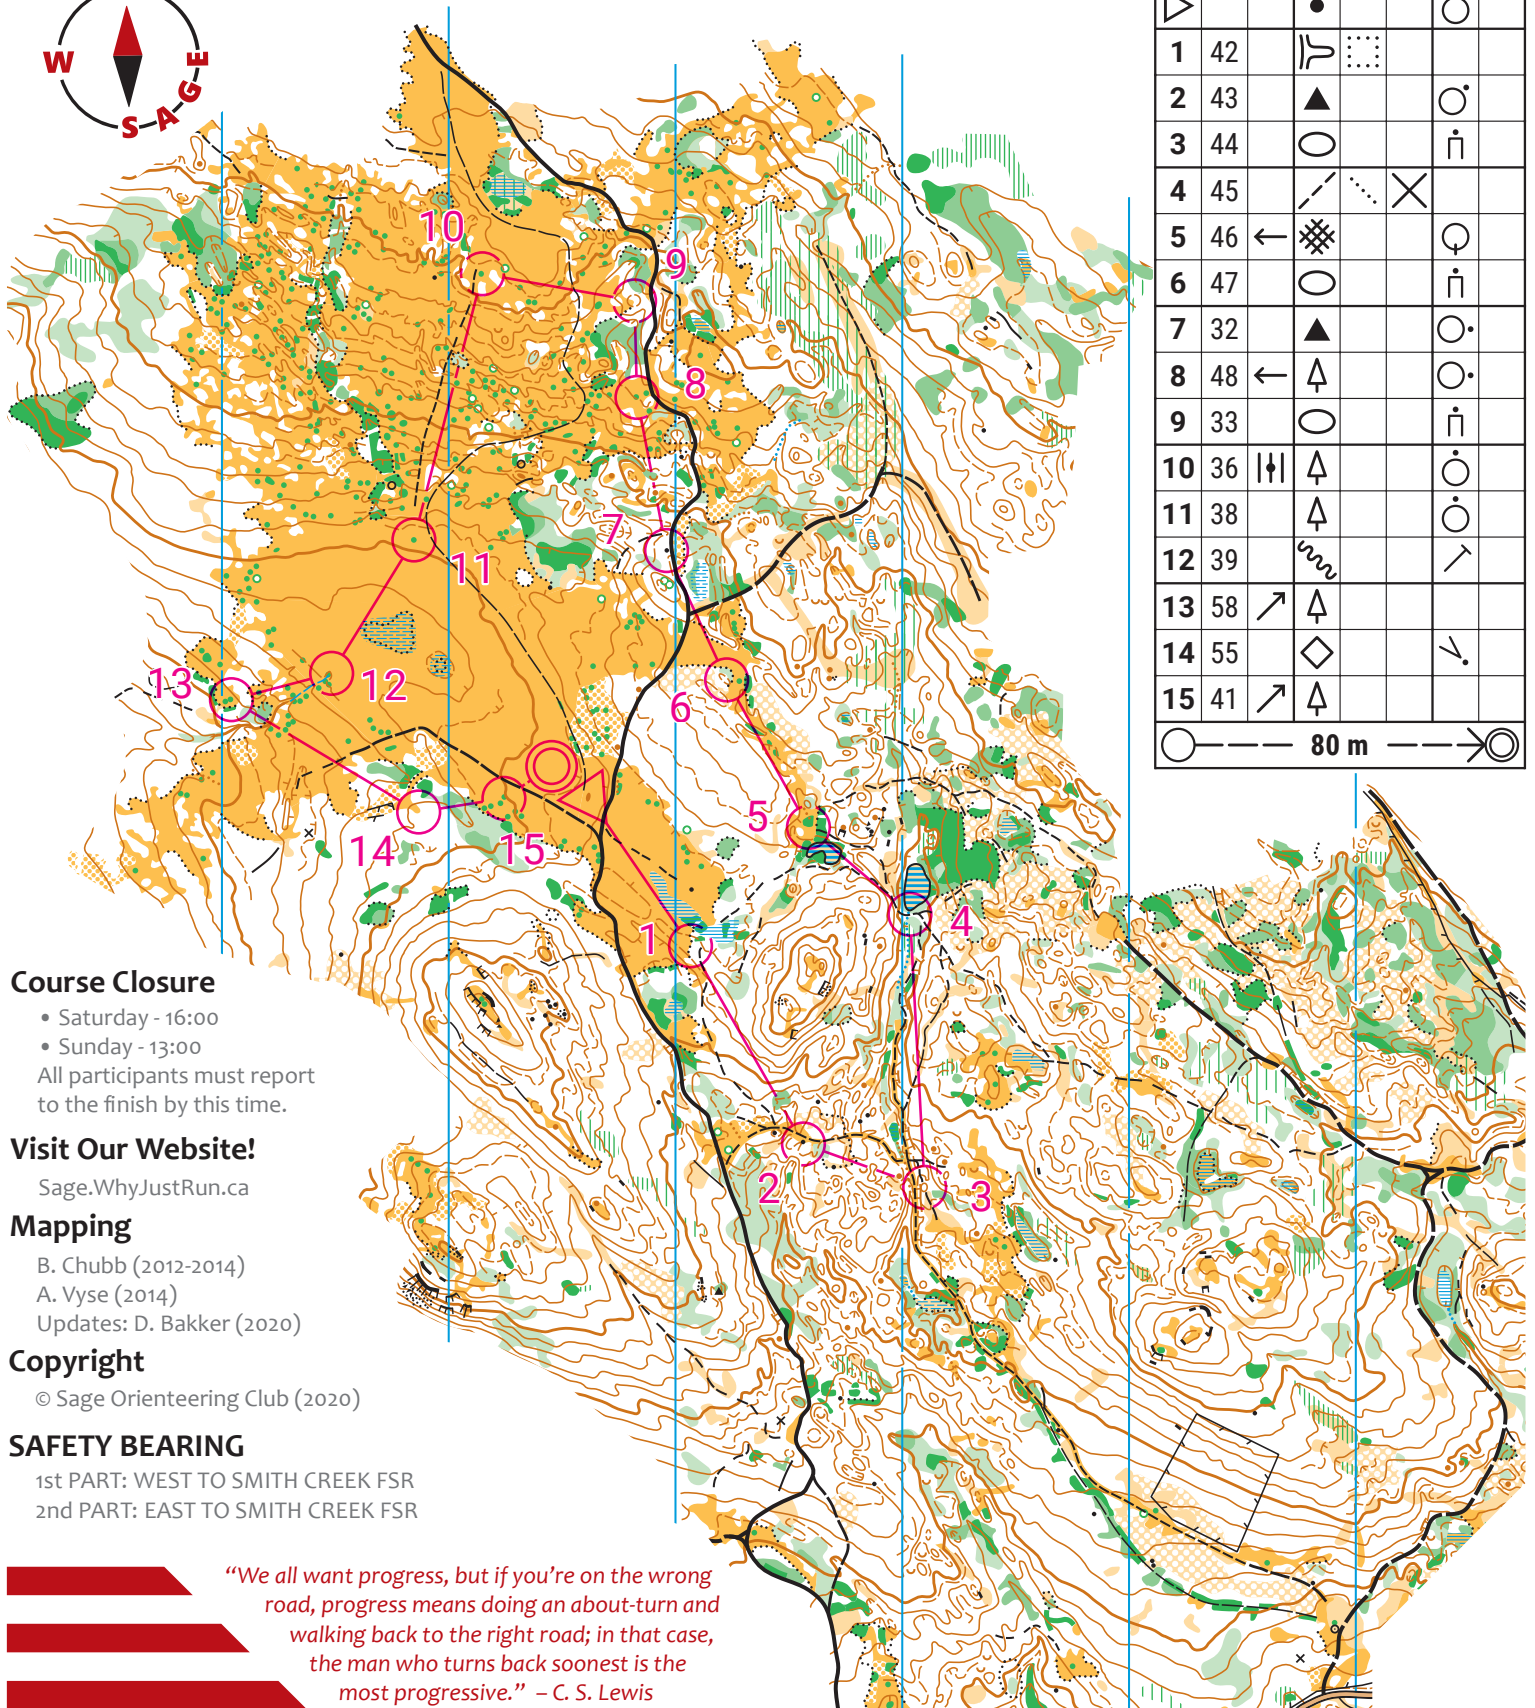 W
S A G E
1 42
2 43
3 44
4 45
5 46
6 47
7 32
8 48
9 33
10 36
11 38
12 39
13 58
14 55
15 41
80 m
10
9
8
7
11
12
13
6
5
14
15
4
1
2
3
Course Closure
• Saturday - 16:00
• Sunday - 13:00
All participants must report
to the finish by this time.
Visit Our Website!
Sage.WhyJustRun.ca
Mapping
B. Chubb (2012-2014)
A. Vyse (2014)
Updates: D. Bakker (2020)
Copyright
© Sage Orienteering Club (2020)
SAFETY BEARING
1st PART: WEST TO SMITH CREEK FSR
2nd PART: EAST TO SMITH CREEK FSR
“We all want progress, but if you’re on the wrong
road, progress means doing an about-turn and
walking back to the right road; in that case,
the man who turns back soonest is the
most progressive.” – C. S. Lewis